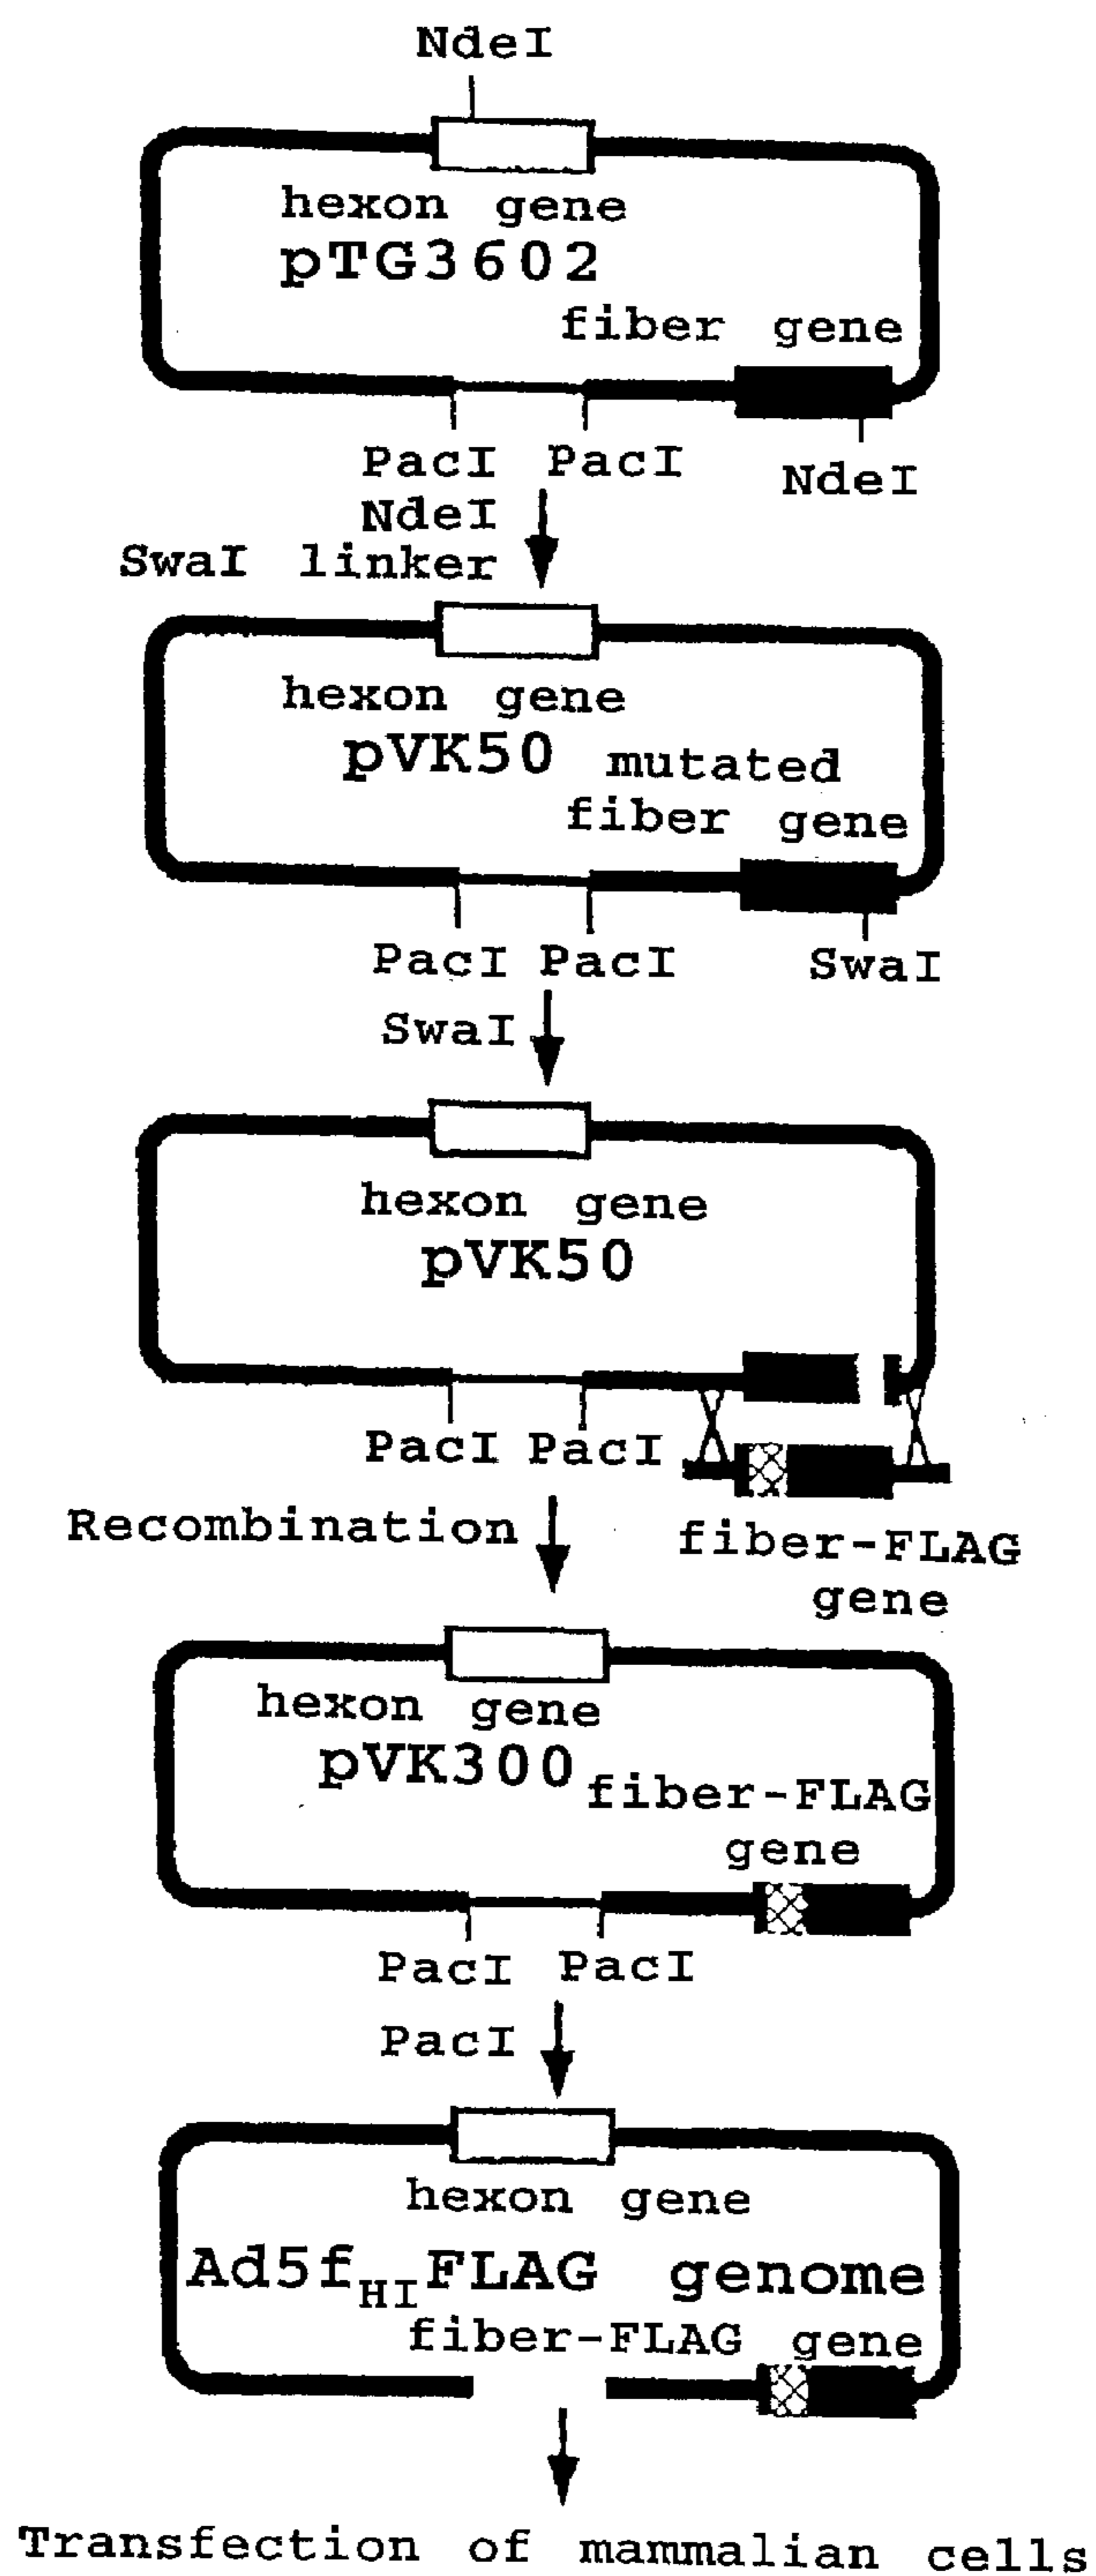 NdeI
hexon gene
pTG3602
fiber gene
PacI PacI
NdeI
NdeI
SwaI linker
hexon gene
pVK50 mutated
fiber gene
PacI PacI
SwaI
SwaI
hexon gene
pVK50
PacI PacI
Recombination
fiber-FLAG
gene
hexon gene
pVK300
fiber-FLAG
gene
PacI PacI
PacI
hexon gene
Ad5fHIFLAG genome
fiber-FLAG gene
Transfection of mammalian cells